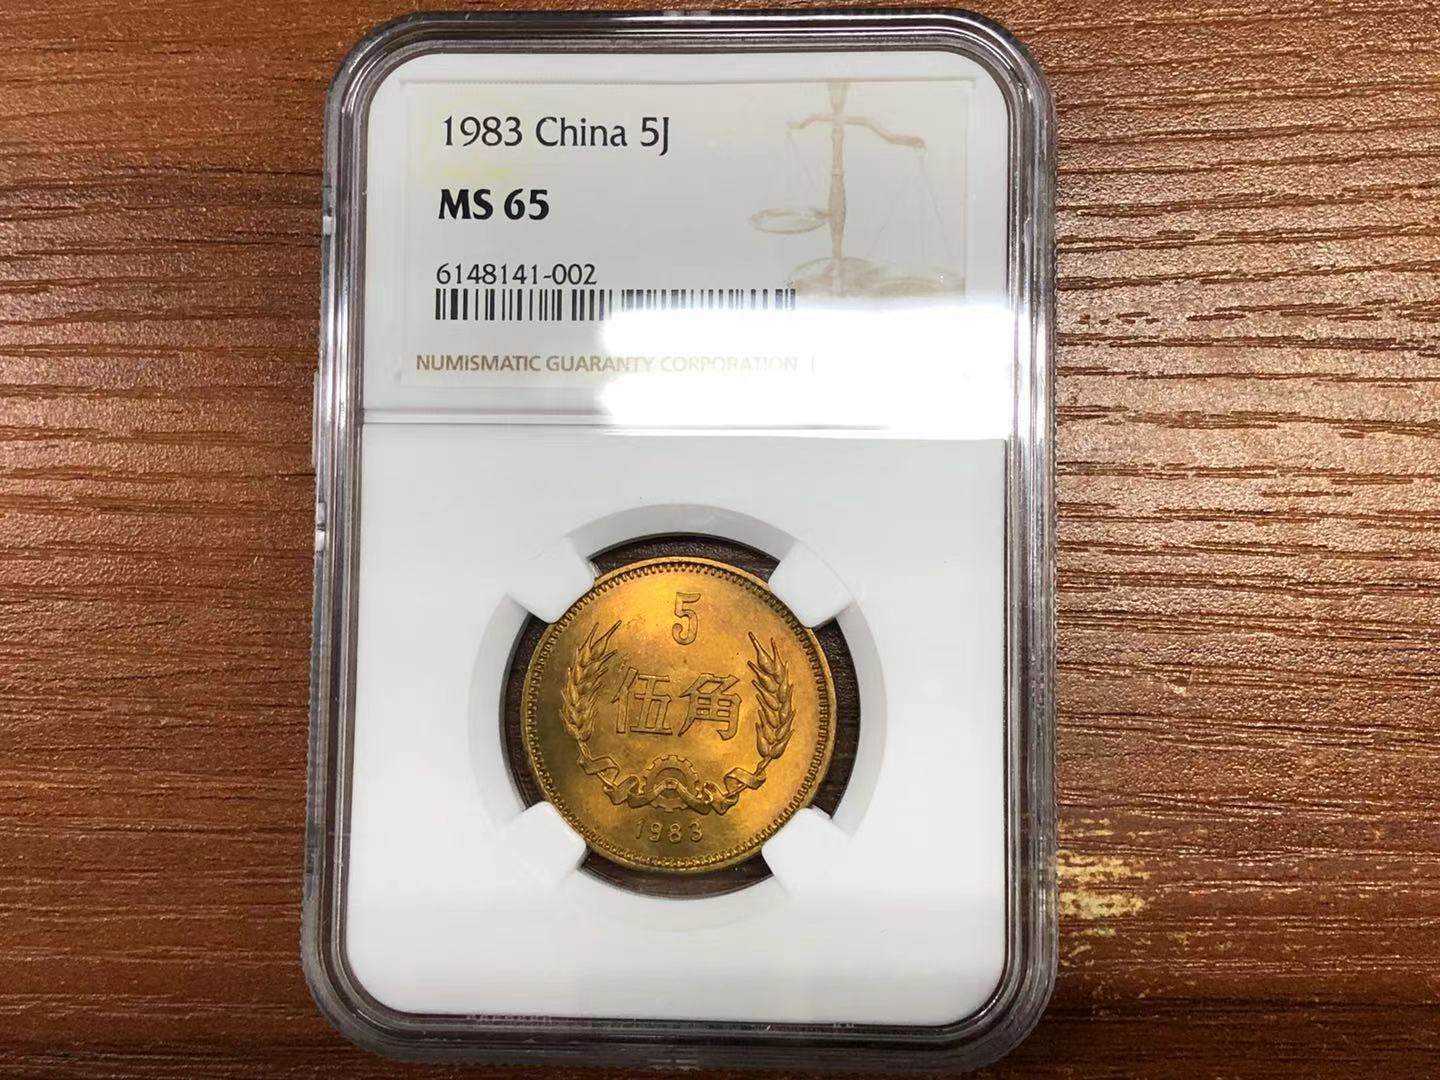 1983 China 5J
MS 65
6148141-002
NUMISMATIC GUARANTY CORPORATION
5
伍角
1983